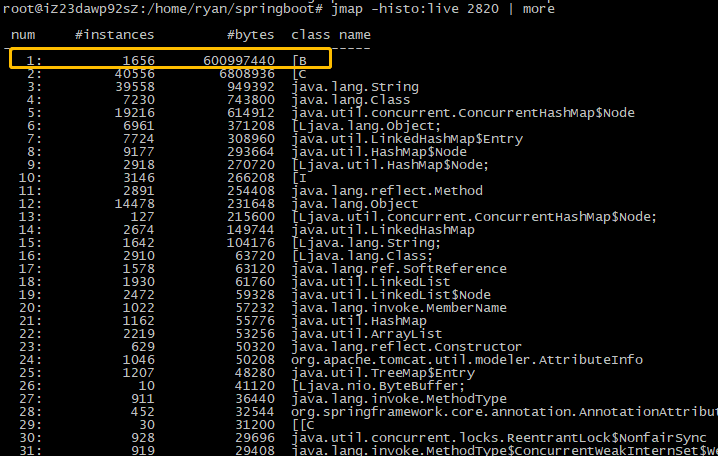 root@iZ23dawp92sZ:/home/ryan/springboot# jmap -histo:live 2820 | more
num #instances #bytes class name
----------------------------------------------
1: 1656 600997440 [B
2: 40556 6808936 [C
3: 39558 949392 java.lang.String
4: 7230 743800 java.lang.Class
5: 19216 614912 java.util.concurrent.ConcurrentHashMap$Node
6: 6961 371208 [Ljava.lang.Object;
7: 7724 308960 java.util.LinkedHashMap$Entry
8: 9177 293664 java.util.HashMap$Node
9: 2918 270720 [Ljava.util.HashMap$Node;
10: 3146 266208 [I
11: 2891 254408 java.lang.reflect.Method
12: 14478 231648 java.lang.Object
13: 127 215600 [Ljava.util.concurrent.ConcurrentHashMap$Node;
14: 2674 149744 java.util.LinkedHashMap
15: 1642 104176 [Ljava.lang.String;
16: 2910 63720 [Ljava.lang.Class;
17: 1578 63120 java.lang.ref.SoftReference
18: 1930 61760 java.util.LinkedList
19: 2472 59328 java.util.LinkedList$Node
20: 1022 57232 java.lang.invoke.MemberName
21: 1162 55776 java.util.HashMap
22: 2219 53256 java.util.ArrayList
23: 629 50320 java.lang.reflect.Constructor
24: 1046 50208 org.apache.tomcat.util.modeler.AttributeInfo
25: 1207 48280 java.util.TreeMap$Entry
26: 10 41120 [Ljava.nio.ByteBuffer;
27: 911 36440 java.lang.invoke.MethodType
28: 452 32544 org.springframework.core.annotation.AnnotationAttribut
29: 30 31200 [[C
30: 928 29696 java.util.concurrent.locks.ReentrantLock$NonfairSync
31: 919 29408 java.lang.invoke.MethodType$ConcurrentWeakInternSet$We